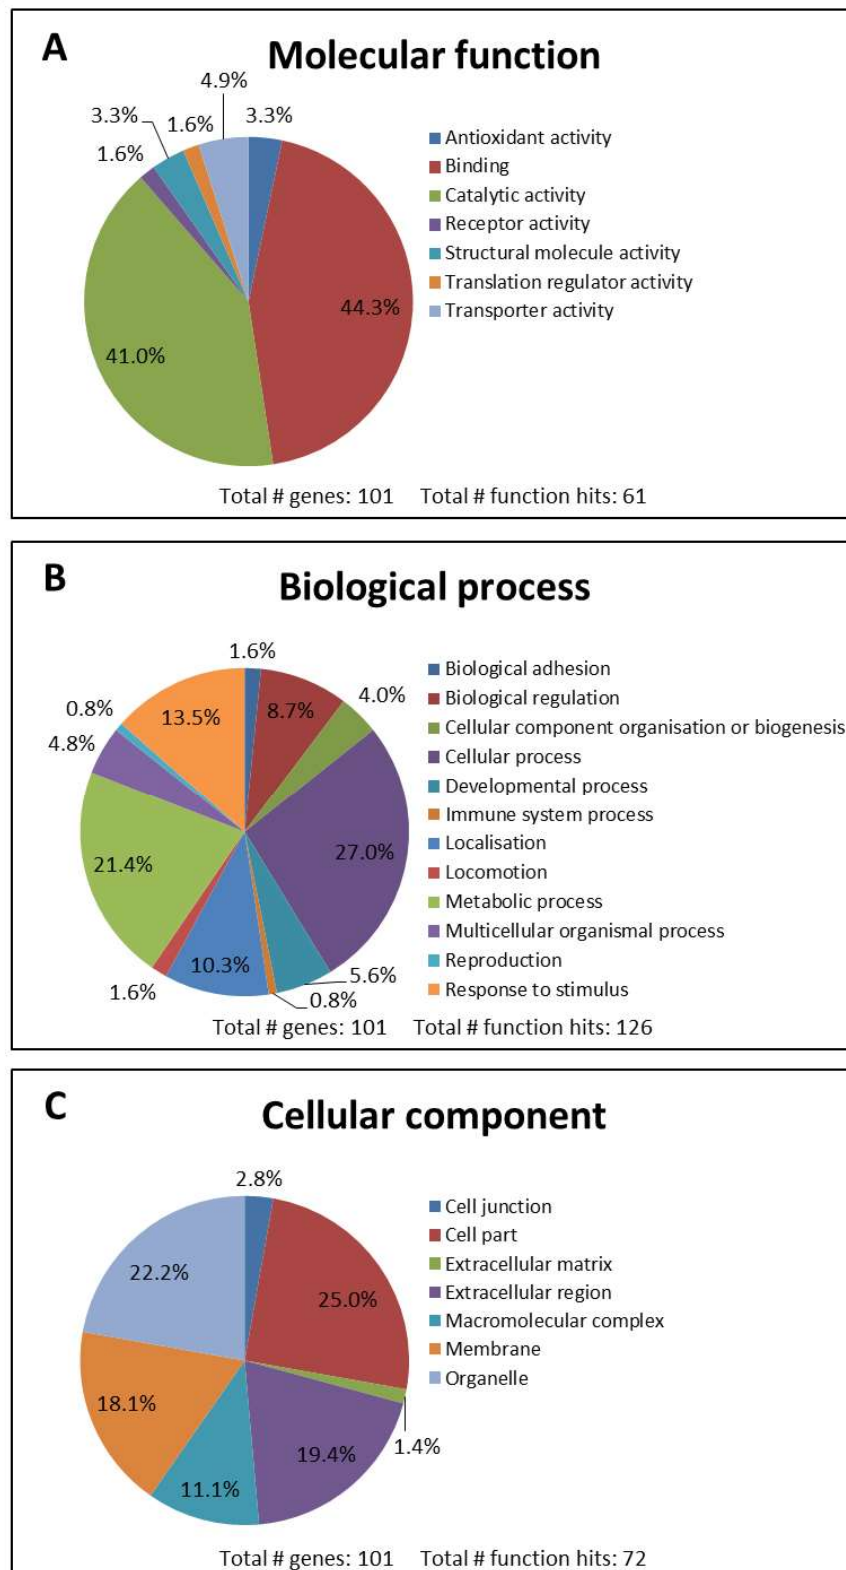 A
Molecular function
4.9%
3.3%
3.3%
1.6%
1.6%
44.3%
41.0%
Antioxidant activity
Binding
Catalytic activity
Receptor activity
Structural molecule activity
Translation regulator activity
Transporter activity
Total # genes: 101 Total # function hits: 61
B
Biological process
1.6%
4.0%
0.8%
8.7%
13.5%
4.8%
27.0%
21.4%
10.3%
5.6%
1.6%
0.8%
Biological adhesion
Biological regulation
Cellular component organisation or biogenesis
Cellular process
Developmental process
Immune system process
Localisation
Locomotion
Metabolic process
Multicellular organismal process
Reproduction
Response to stimulus
Total # genes: 101 Total # function hits: 126
C
Cellular component
2.8%
22.2%
25.0%
18.1%
1.4%
19.4%
11.1%
Cell junction
Cell part
Extracellular matrix
Extracellular region
Macromolecular complex
Membrane
Organelle
Total # genes: 101 Total # function hits: 72